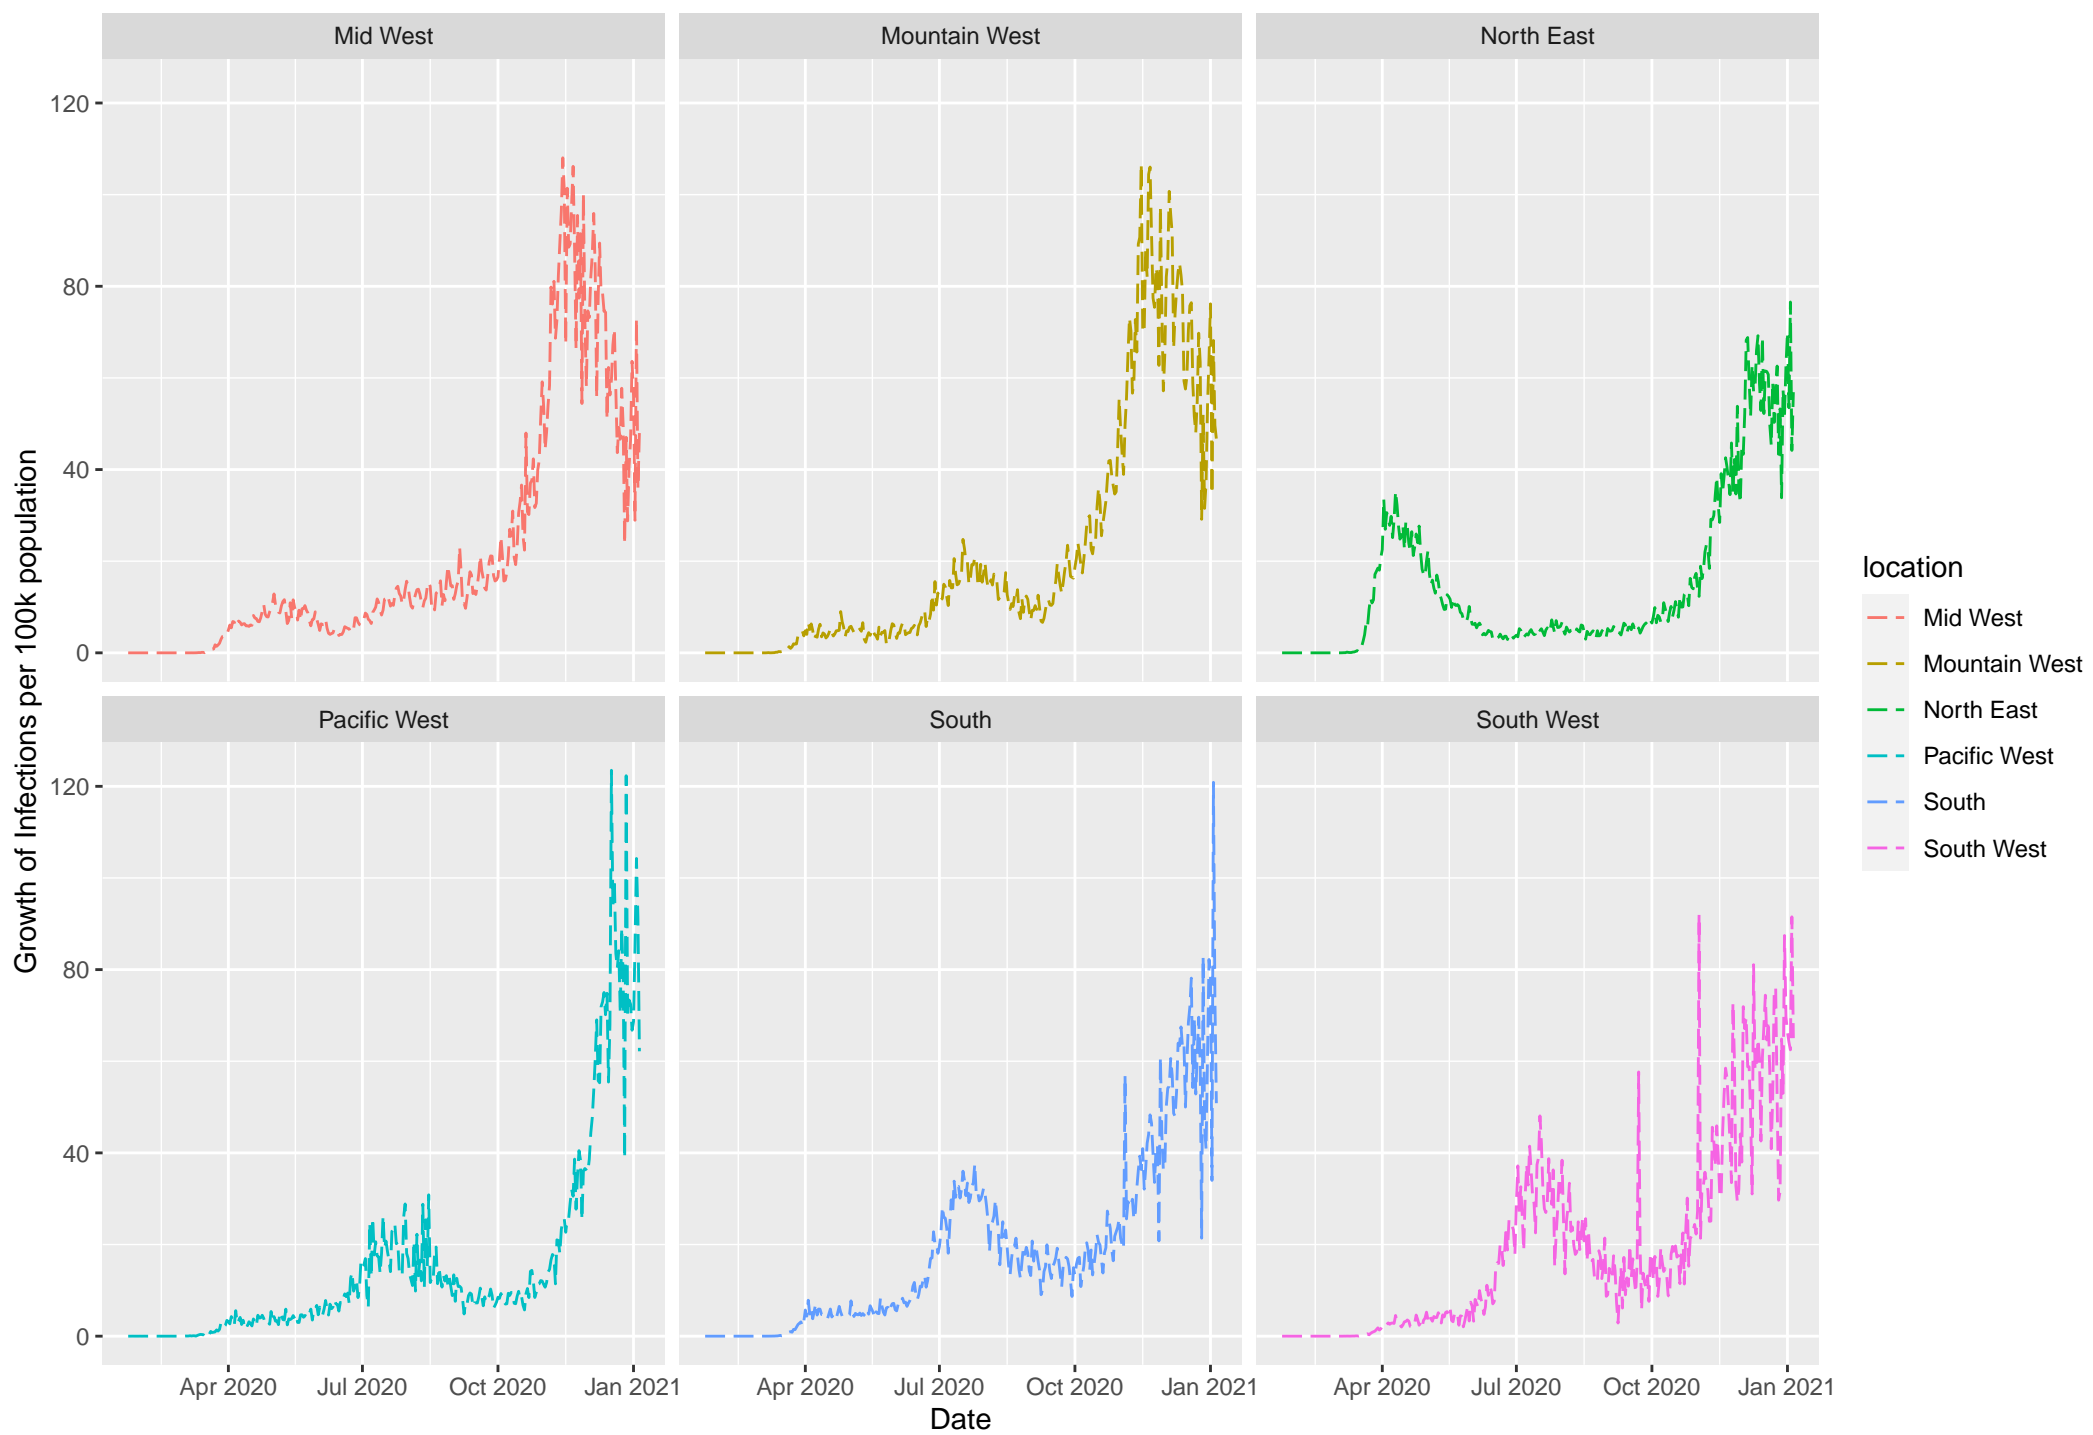 Mid West
Mountain West
North East
120
80
40
0
Growth of Infections per 100k population
Pacific West
South
South West
120
80
40
0
Apr 2020 Jul 2020 Oct 2020 Jan 2021
Apr 2020 Jul 2020 Oct 2020 Jan 2021
Apr 2020 Jul 2020 Oct 2020 Jan 2021
Date
location
Mid West
Mountain West
North East
Pacific West
South
South West